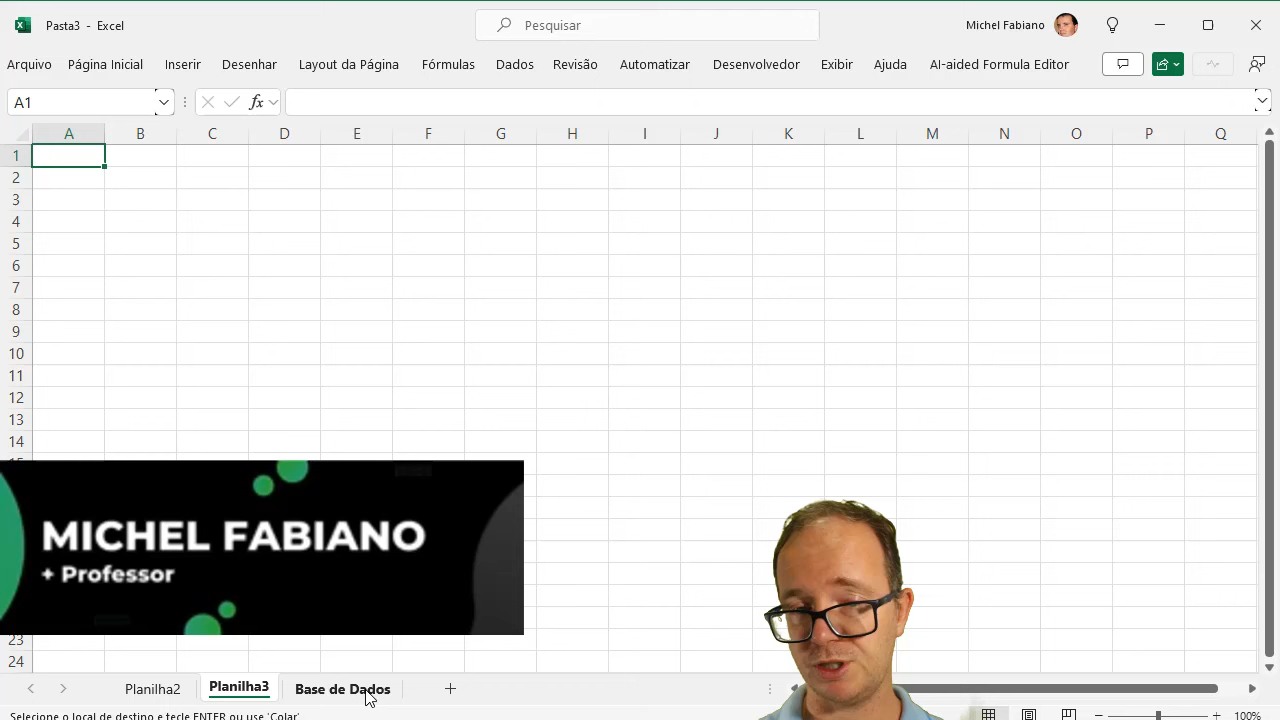 Pasta3 - Excel
Pesquisar
Michel Fabiano
Arquivo Página Inicial Inserir Desenhar Layout da Página Fórmulas Dados Revisão Automatizar Desenvolvedor Exibir Ajuda AI-aided Formula Editor
A1 fx
A B C D E F G H I J K L M N O P Q
1
2
3
4
5
6
7
8
9
10
11
12
13
14
MICHEL FABIANO
+ Professor
23
24
Planilha2 Planilha3 Base de Dados
Selecione o local de destino e tecle ENTER ou use 'Colar' 100%